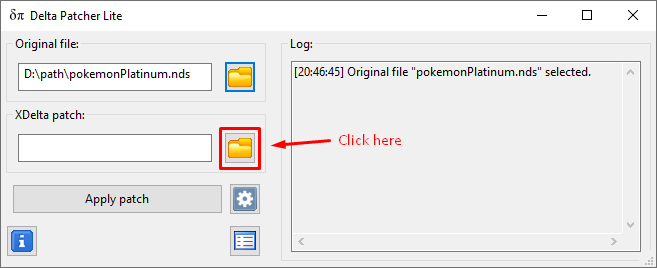 δπ Delta Patcher Lite
Original file:
D:\path\pokemonPlatinum.nds
XDelta patch:
Click here
Apply patch
Log:
[20:46:45] Original file "pokemonPlatinum.nds" selected.